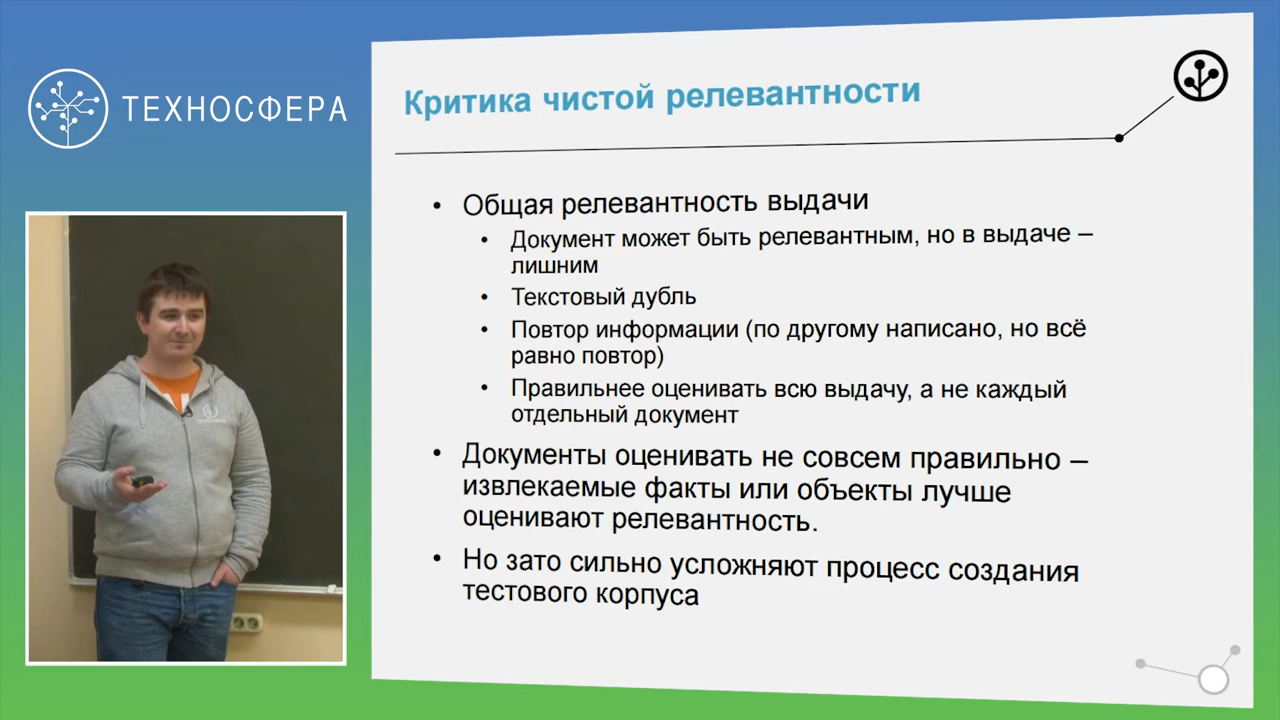 ТЕХНОСФЕРА
Критика чистой релевантности
• Общая релевантность выдачи
• Документ может быть релевантным, но в выдаче –
лишним
• Текстовый дубль
• Повтор информации (по другому написано, но всё
равно повтор)
• Правильнее оценивать всю выдачу, а не каждый
отдельный документ
• Документы оценивать не совсем правильно –
извлекаемые факты или объекты лучше
оценивают релевантность.
• Но зато сильно усложняют процесс создания
тестового корпуса